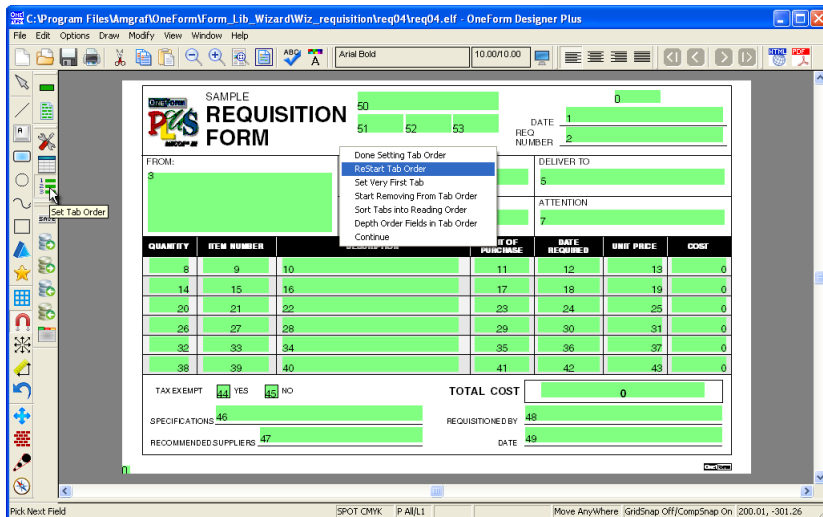 C:\Program Files\Amgraf\OneForm\Form_Lib_Wizard\Wiz_requisition\req04\req04.elf - OneForm Designer Plus
File Edit Options Draw Modify View Window Help
ABC A Arial Bold 10.00/10.00 PDF
OneForm PLUS
SAMPLE
REQUISITION
FORM
50
51 52 53
0
DATE 1
REQ
NUMBER 2
Done Setting Tab Order
ReStart Tab Order
Set Very First Tab
Start Removing From Tab Order
Sort Tabs into Reading Order
Depth Order Fields in Tab Order
Continue
FROM:
3
DELIVER TO
5
ATTENTION
7
Set Tab Order
SAVE
QUANTITY ITEM NUMBER PURCHASE DATE REQUIRED UNIT PRICE COST
8 9 10 11 12 13 0
14 15 16 17 18 19 0
20 21 22 23 24 25 0
26 27 28 29 30 31 0
32 33 34 35 36 37 0
38 39 40 41 42 43 0
TAX EXEMPT 44 YES 45 NO TOTAL COST 0
SPECIFICATIONS 46 REQUISITIONED BY 48
RECOMMENDED SUPPLIERS 47 DATE 49
0 OneForm
Pick Next Field SPOT CMYK P All/L1 Move AnyWhere GridSnap Off/CompSnap On 200.01, -301.26